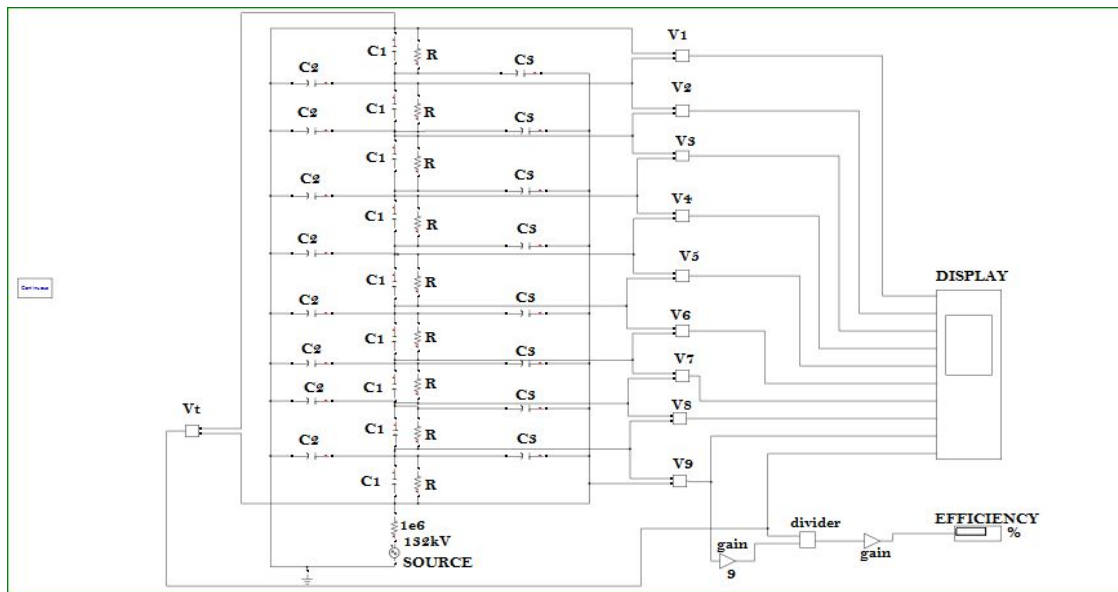 V1
C1
R
C3
C2
V2
C1
R
C2
C3
V3
C1
R
C2
C3
V4
C1
R
C2
C3
V5
DISPLAY
C1
R
C2
C3
V6
C1
R
C2
C3
V7
C1
R
C2
C3
Vt
V8
C1
R
C2
C3
V9
C1
R
1e6
132kV
SOURCE
divider
EFFICIENCY
%
gain
9
gain
Continuous